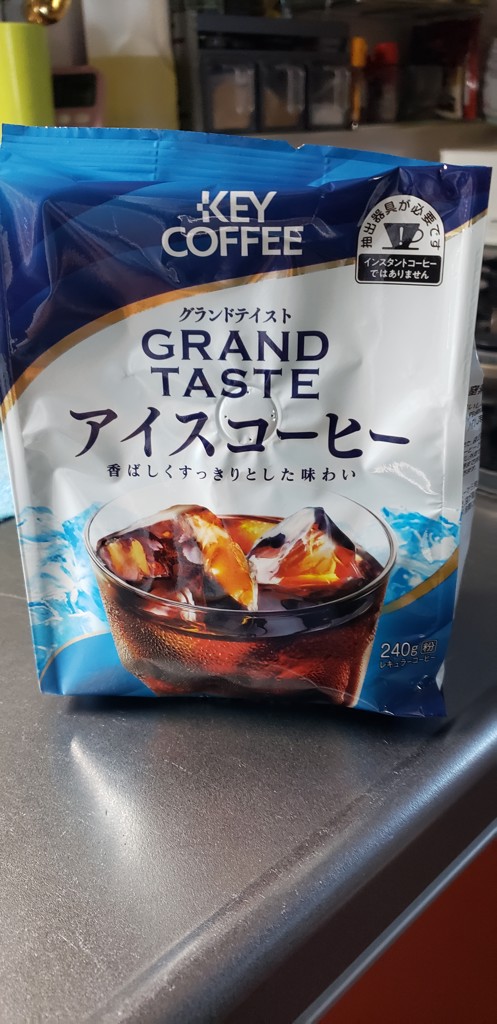 KEY
COFFEE
抽出器具が必要です
インスタントコーヒー
ではありません
グランドテイスト
GRAND
TASTE
アイスコーヒー
香ばしくすっきりとした味わい
240g 粉
レギュラーコーヒー